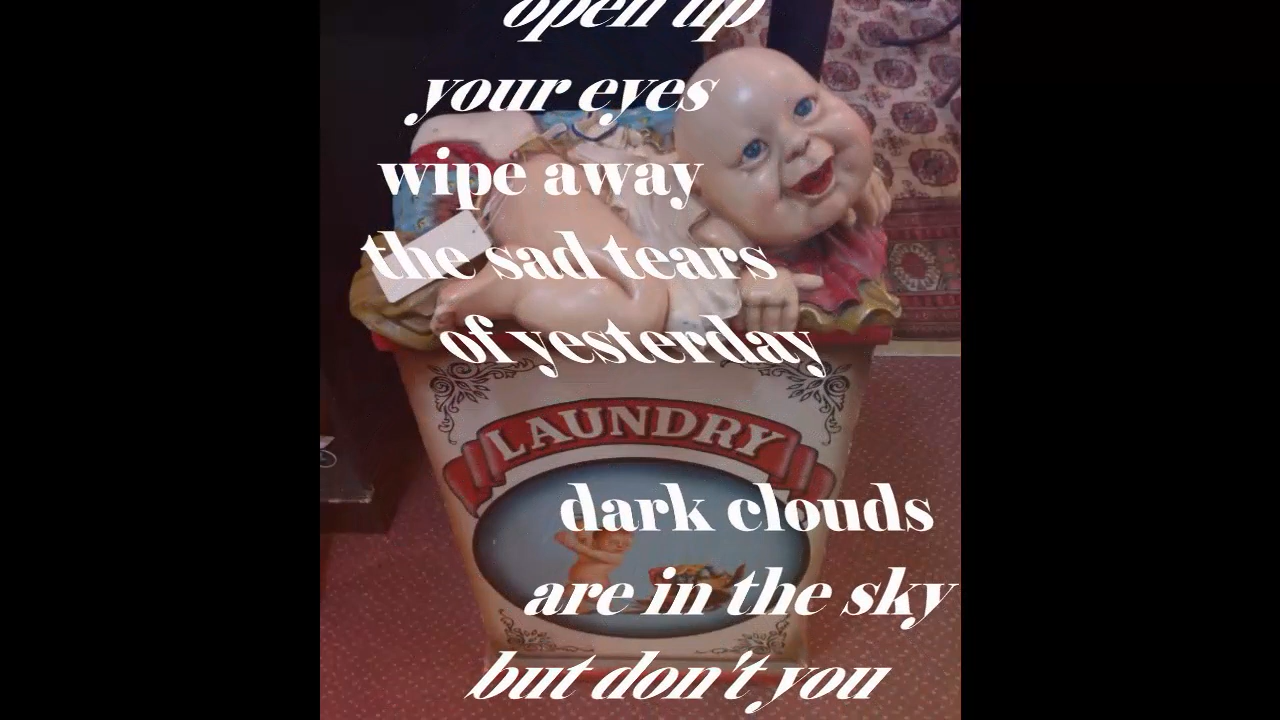 open up
your eyes
wipe away
the sad tears
of yesterday
LAUNDRY
dark clouds
are in the sky
but don't you